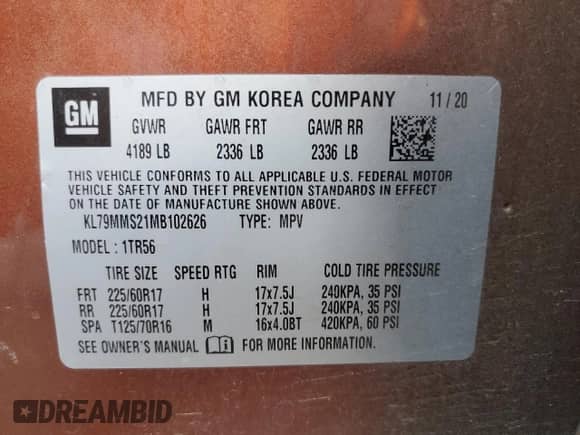 GM MFD BY GM KOREA COMPANY 11/20
GVWR GAWR FRT GAWR RR
4189 LB 2336 LB 2336 LB
THIS VEHICLE CONFORMS TO ALL APPLICABLE U.S. FEDERAL MOTOR
VEHICLE SAFETY AND THEFT PREVENTION STANDARDS IN EFFECT
ON THE DATE OF MANUFACTURE SHOWN ABOVE.
KL79MMS21MB102626 TYPE: MPV
MODEL: 1TR56
TIRE SIZE SPEED RTG RIM COLD TIRE PRESSURE
FRT 225/60R17 H 17x7.5J 240KPA, 35 PSI
RR 225/60R17 H 17x7.5J 240KPA, 35 PSI
SPA T125/70R16 M 16x4.0BT 420KPA, 60 PSI
SEE OWNER'S MANUAL FOR MORE INFORMATION.
DREAMBID